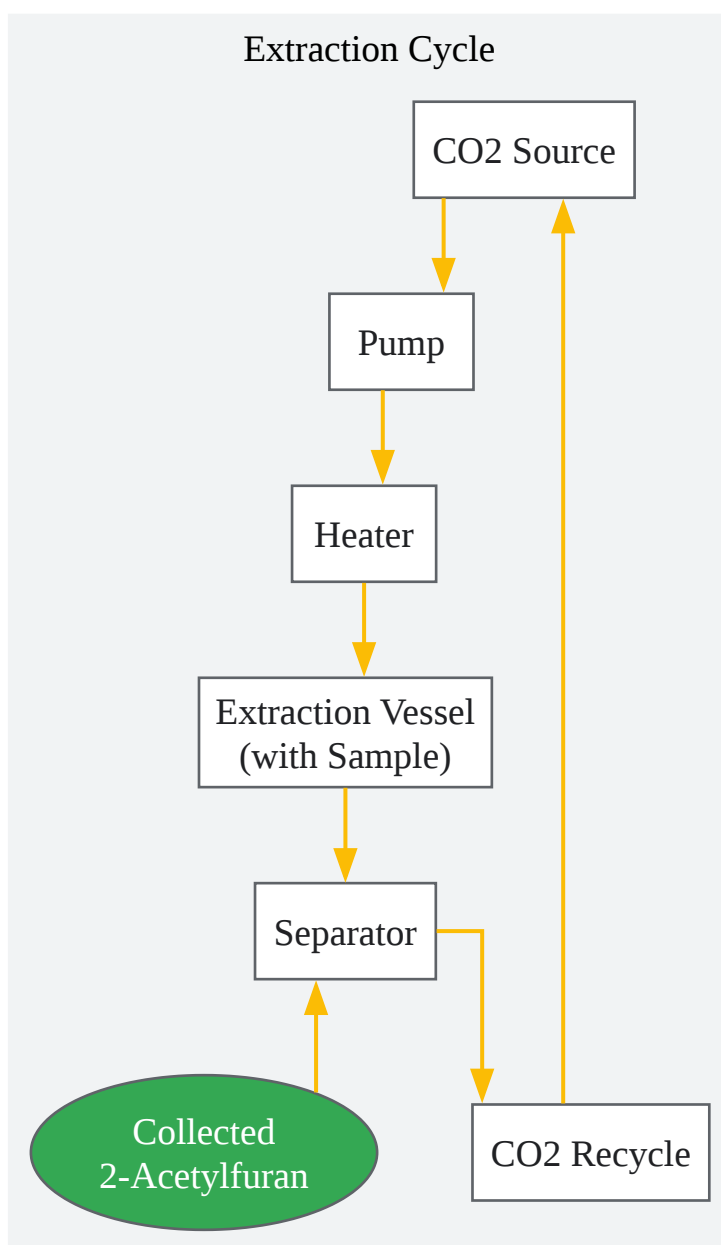 Extraction Cycle
CO2 Source
Pump
Heater
Extraction Vessel
(with Sample)
Separator
Collected
2-Acetylfuran
CO2 Recycle